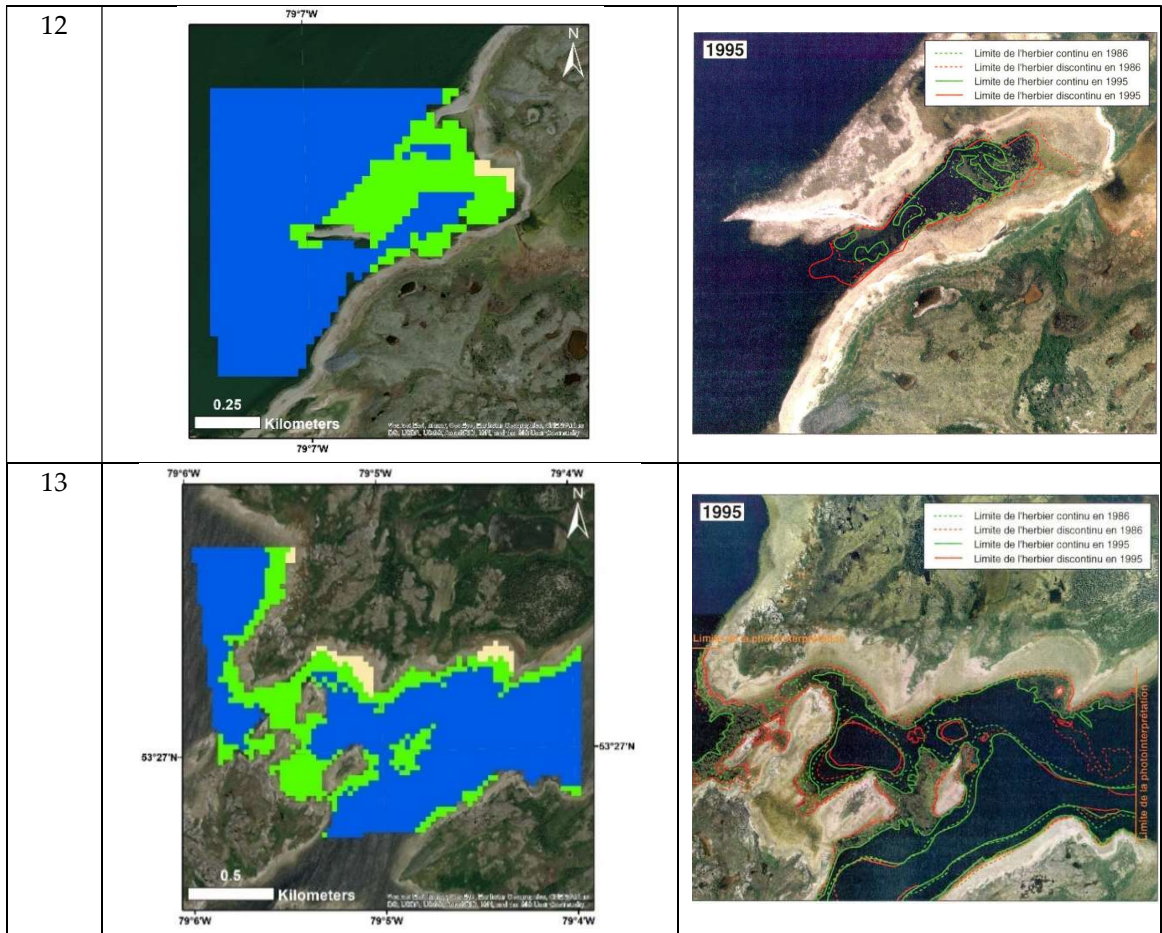 12
79°7'W
N
0.25
Kilometers
79°7'W
1995
Limite de l'herbier continu en 1986
Limite de l'herbier discontinu en 1986
Limite de l'herbier continu en 1995
Limite de l'herbier discontinu en 1995
13
79°6'W 79°5'W 79°4'W
N
53°27'N 53°27'N
0.5
Kilometers
79°6'W 79°5'W 79°4'W
1995
Limite de l'herbier continu en 1986
Limite de l'herbier discontinu en 1986
Limite de l'herbier continu en 1995
Limite de l'herbier discontinu en 1995
Limite de la photointerprétation
Limite de la photointerprétation